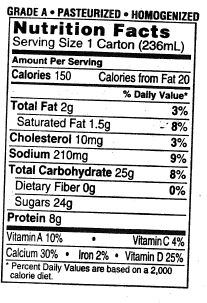 GRADE A • PASTEURIZED • HOMOGENIZED
Nutrition Facts
Serving Size 1 Carton (236mL)
Amount Per Serving
Calories 150 Calories from Fat 20
% Daily Value*
Total Fat 2g 3%
Saturated Fat 1.5g 8%
Cholesterol 10mg 3%
Sodium 210mg 9%
Total Carbohydrate 25g 8%
Dietary Fiber 0g 0%
Sugars 24g
Protein 8g
Vitamin A 10% • Vitamin C 4%
Calcium 30% • Iron 2% • Vitamin D 25%
* Percent Daily Values are based on a 2,000
calorie diet.